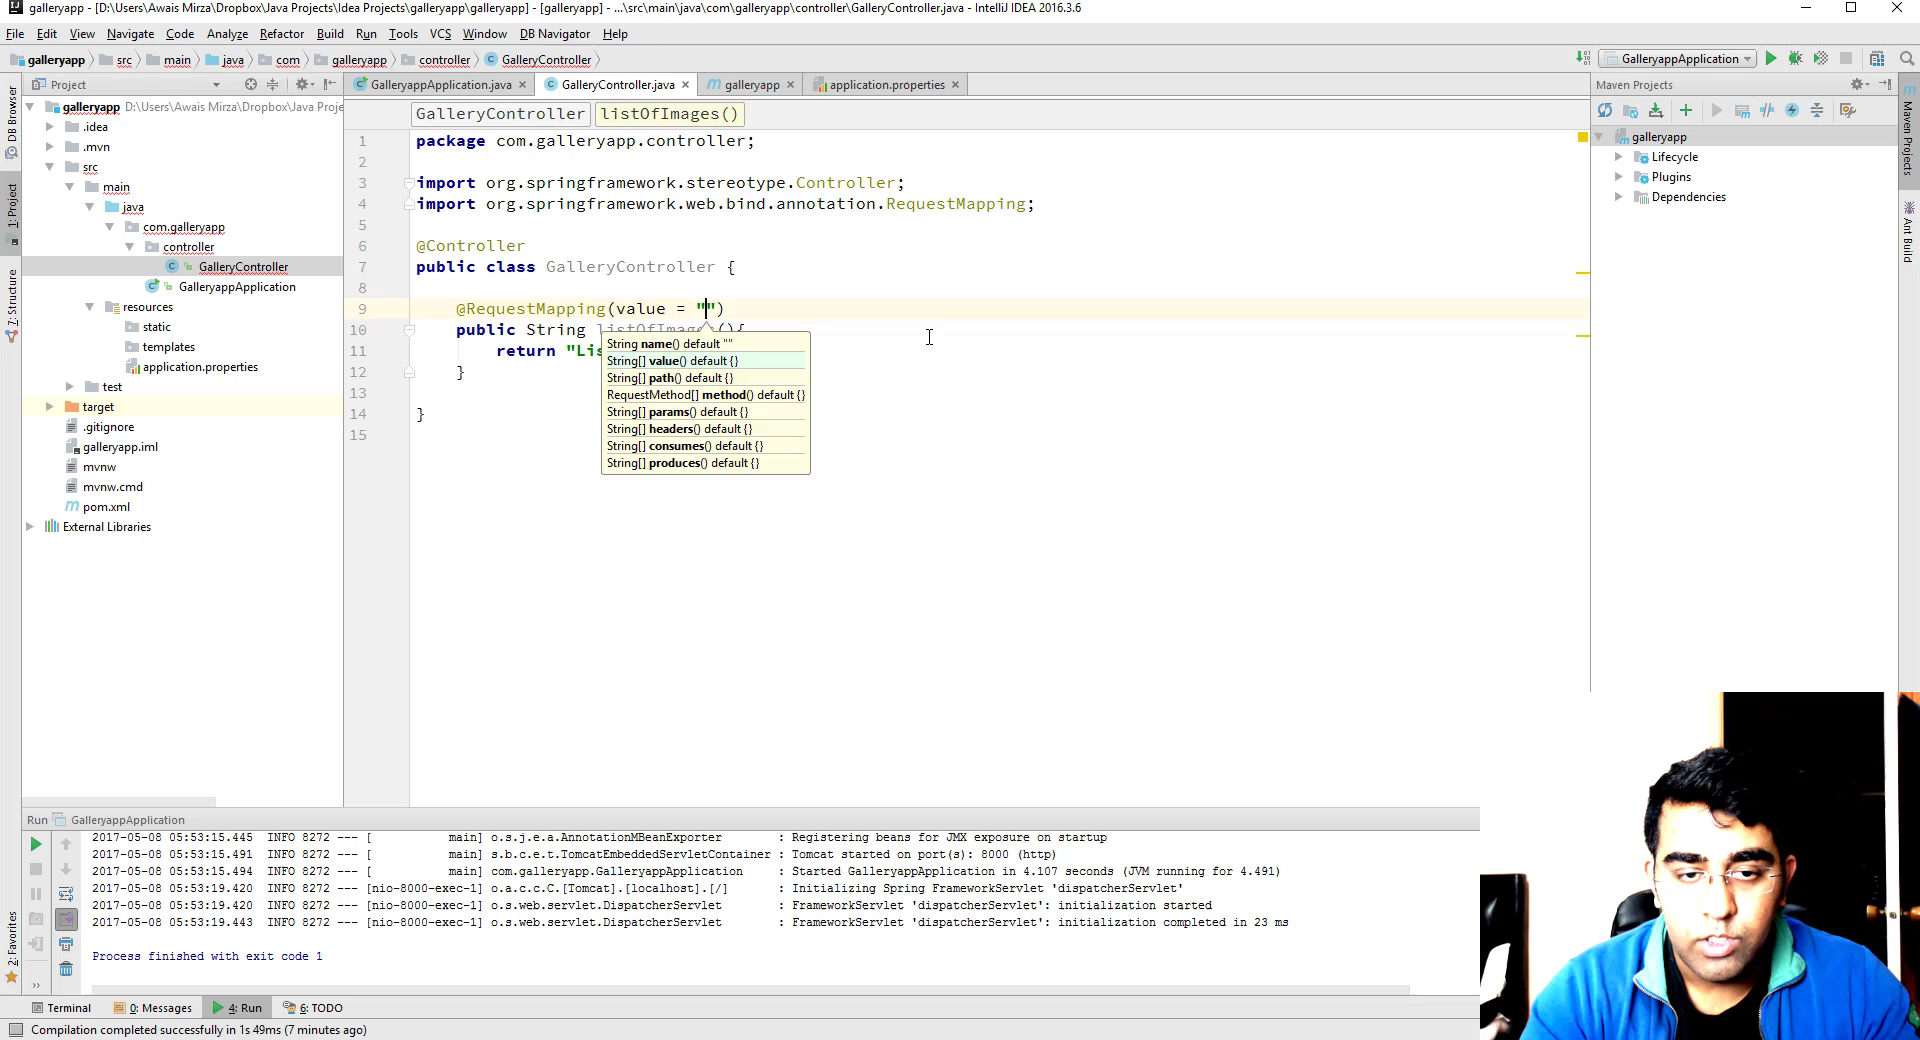 galleryapp - [D:\Users\Awais Mirza\Dropbox\Java Projects\Idea Projects\galleryapp\galleryapp] - [galleryapp] - ...\src\main\java\com\galleryapp\controller\GalleryController.java - IntelliJ IDEA 2016.3.6
File Edit View Navigate Code Analyze Refactor Build Run Tools VCS Window DB Navigator Help
galleryapp src main java com galleryapp controller GalleryController GalleryappApplication
Project GalleryappApplication.java GalleryController.java galleryapp application.properties Maven Projects
galleryapp D:\Users\Awais Mirza\Dropbox\Java Proje
.idea
.mvn
src
main
java
com.galleryapp
controller
GalleryController
GalleryappApplication
resources
static
templates
application.properties
test
target
.gitignore
galleryapp.iml
mvnw
mvnw.cmd
pom.xml
External Libraries
DB Browser
1: Project
7: Structure
2: Favorites
GalleryController listOfImages()
1 package com.galleryapp.controller;
2
3 import org.springframework.stereotype.Controller;
4 import org.springframework.web.bind.annotation.RequestMapping;
5
6 @Controller
7 public class GalleryController {
8
9 @RequestMapping(value = "")
10 public String listOfImages(){
11 return "Lis
12 }
13
14 }
15
String name() default ""
String[] value() default {}
String[] path() default {}
RequestMethod[] method() default {}
String[] params() default {}
String[] headers() default {}
String[] consumes() default {}
String[] produces() default {}
galleryapp
Lifecycle
Plugins
Dependencies
Maven Projects
Ant Build
Run GalleryappApplication
2017-05-08 05:53:15.445 INFO 8272 --- [ main] o.s.j.e.a.AnnotationMBeanExporter : Registering beans for JMX exposure on startup
2017-05-08 05:53:15.491 INFO 8272 --- [ main] s.b.c.e.t.TomcatEmbeddedServletContainer : Tomcat started on port(s): 8000 (http)
2017-05-08 05:53:15.494 INFO 8272 --- [ main] com.galleryapp.GalleryappApplication : Started GalleryappApplication in 4.107 seconds (JVM running for 4.491)
2017-05-08 05:53:19.420 INFO 8272 --- [nio-8000-exec-1] o.a.c.c.C.[Tomcat].[localhost].[/] : Initializing Spring FrameworkServlet 'dispatcherServlet'
2017-05-08 05:53:19.420 INFO 8272 --- [nio-8000-exec-1] o.s.web.servlet.DispatcherServlet : FrameworkServlet 'dispatcherServlet': initialization started
2017-05-08 05:53:19.443 INFO 8272 --- [nio-8000-exec-1] o.s.web.servlet.DispatcherServlet : FrameworkServlet 'dispatcherServlet': initialization completed in 23 ms
Process finished with exit code 1
Terminal 0: Messages 4: Run 6: TODO
Compilation completed successfully in 1s 49ms (7 minutes ago)